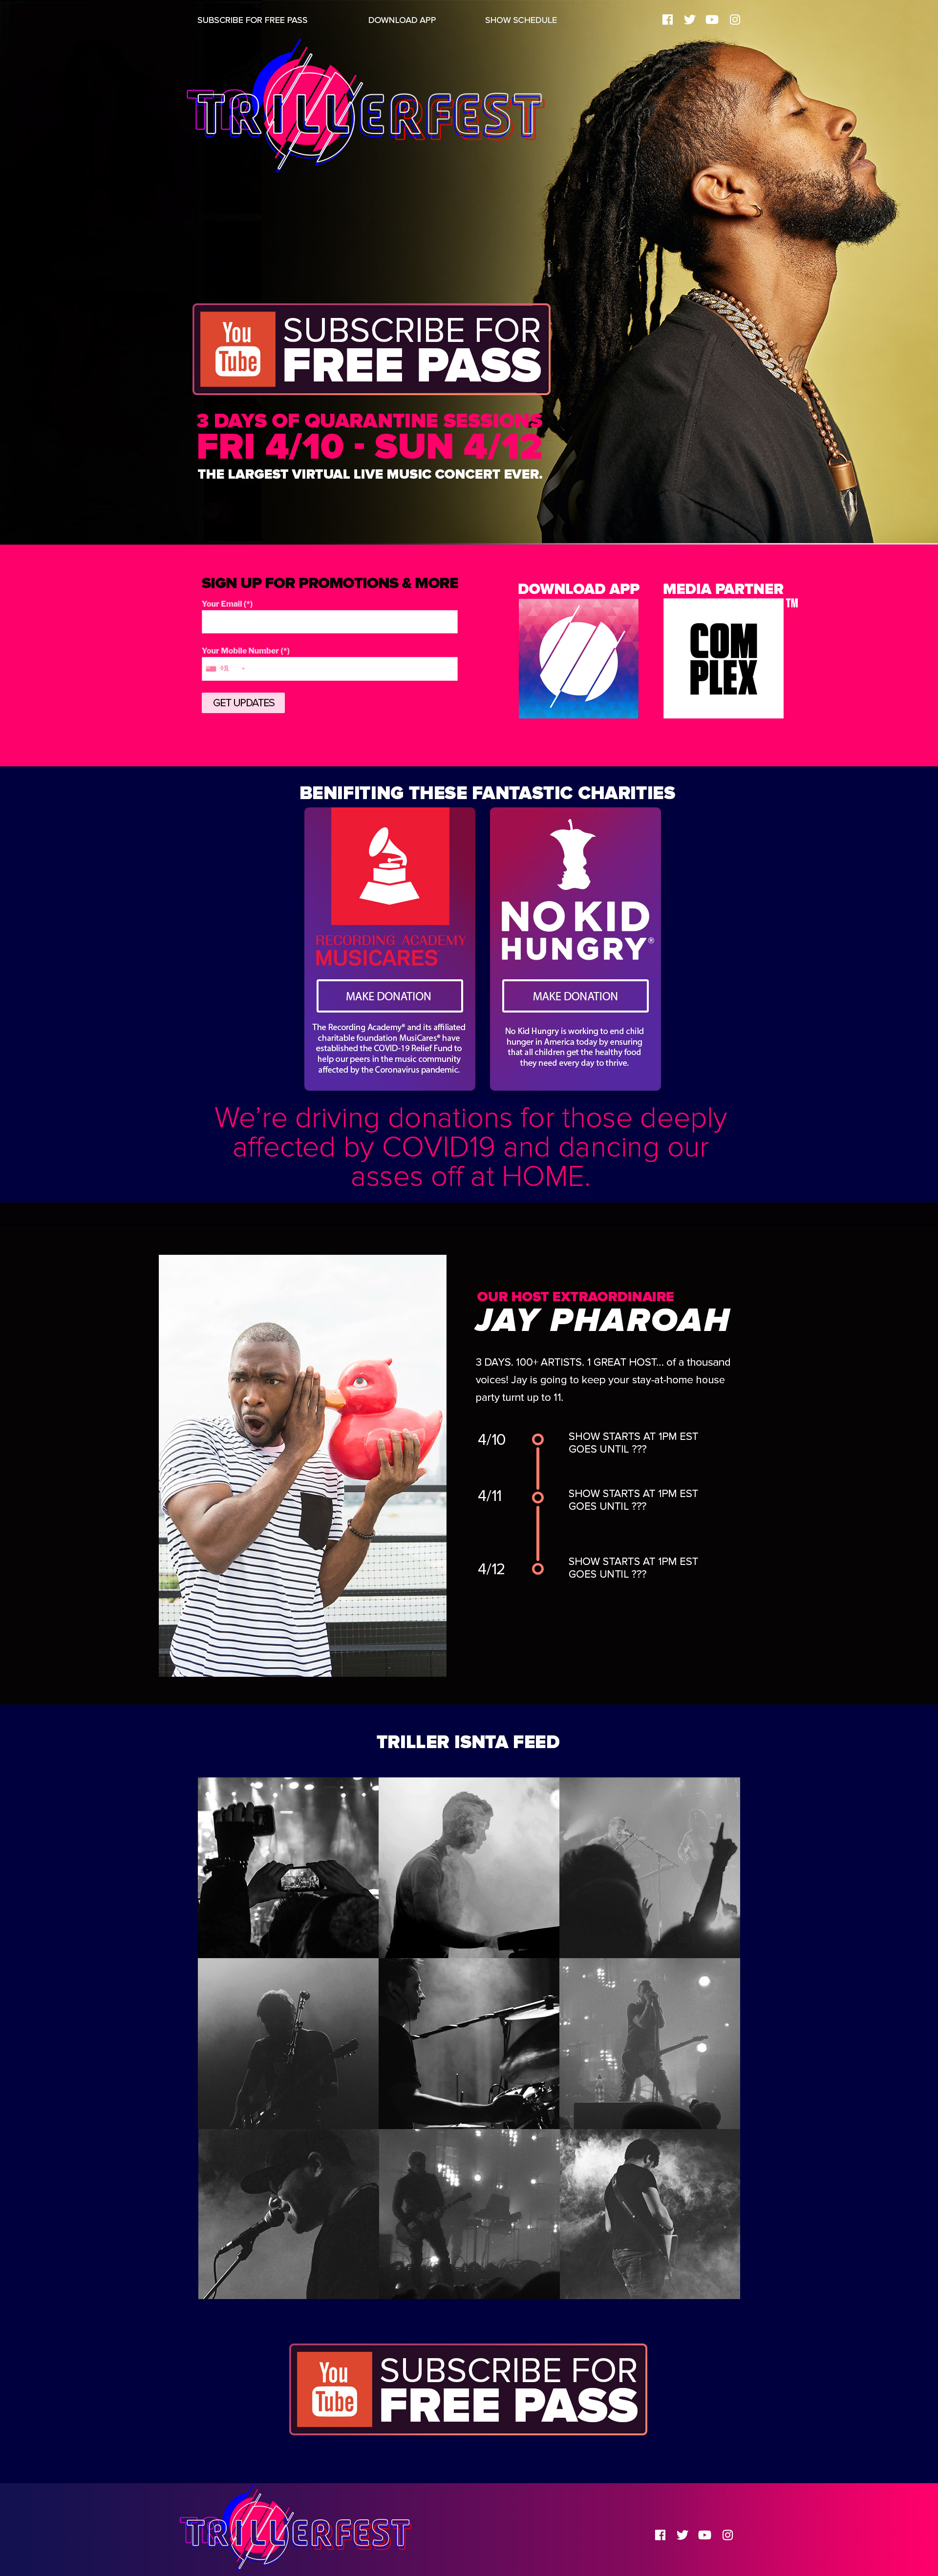 SUBSCRIBE FOR FREE PASS
DOWNLOAD APP
SHOW SCHEDULE
TRILLERFEST
You
Tube
SUBSCRIBE FOR
FREE PASS
3 DAYS OF QUARANTINE SESSIONS
FRI 4/10 - SUN 4/12
THE LARGEST VIRTUAL LIVE MUSIC CONCERT EVER.
SIGN UP FOR PROMOTIONS & MORE
Your Email (*)
Your Mobile Number (*)
+1
GET UPDATES
DOWNLOAD APP
MEDIA PARTNER
TM
COM
PLEX
BENIFITING THESE FANTASTIC CHARITIES
RECORDING ACADEMY
MUSICARES
MAKE DONATION
The Recording Academy® and its affiliated
charitable foundation MusiCares® have
established the COVID-19 Relief Fund to
help our peers in the music community
affected by the Coronavirus pandemic.
NO KID
HUNGRY®
MAKE DONATION
No Kid Hungry is working to end child
hunger in America today by ensuring
that all children get the healthy food
they need every day to thrive.
We’re driving donations for those deeply
affected by COVID19 and dancing our
asses off at HOME.
OUR HOST EXTRAORDINAIRE
JAY PHAROAH
3 DAYS. 100+ ARTISTS. 1 GREAT HOST... of a thousand
voices! Jay is going to keep your stay-at-home house
party turnt up to 11.
4/10
SHOW STARTS AT 1PM EST
GOES UNTIL ???
4/11
SHOW STARTS AT 1PM EST
GOES UNTIL ???
4/12
SHOW STARTS AT 1PM EST
GOES UNTIL ???
TRILLER ISNTA FEED
You
Tube
SUBSCRIBE FOR
FREE PASS
TRILLERFEST